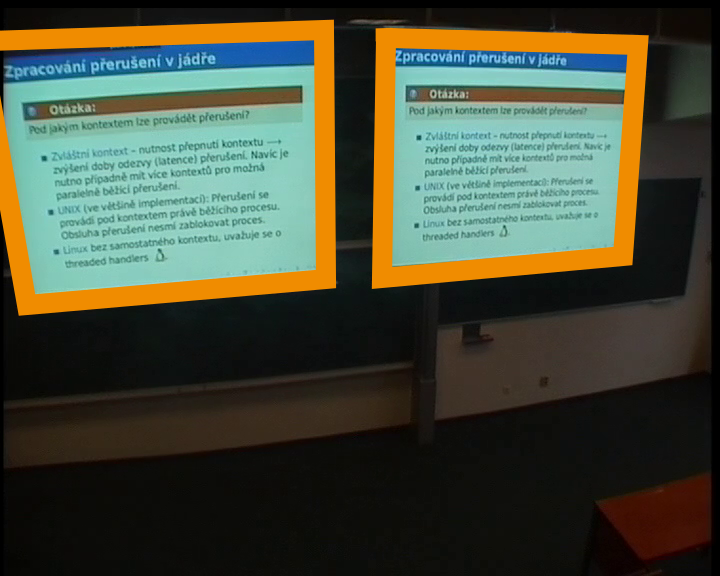 Zpracování přerušení v jádře
Otázka:
Pod jakým kontextem lze provádět přerušení?
Zvláštní kontext – nutnost přepnutí kontextu ⟶
zvýšení doby odezvy (latence) přerušení. Navíc je
nutno případně mít více kontextů pro možná
paralelně běžící přerušení.
UNIX (ve většině implementací): Přerušení se
provádí pod kontextem právě běžícího procesu.
Obsluha přerušení nesmí zablokovat proces.
Linux bez samostatného kontextu, uvažuje se o
threaded handlers
Zpracování přerušení v jádře
Otázka:
Pod jakým kontextem lze provádět přerušení?
Zvláštní kontext – nutnost přepnutí kontextu ⟶
zvýšení doby odezvy (latence) přerušení. Navíc je
nutno případně mít více kontextů pro možná
paralelně běžící přerušení.
UNIX (ve většině implementací): Přerušení se
provádí pod kontextem právě běžícího procesu.
Obsluha přerušení nesmí zablokovat proces.
Linux bez samostatného kontextu, uvažuje se o
threaded handlers